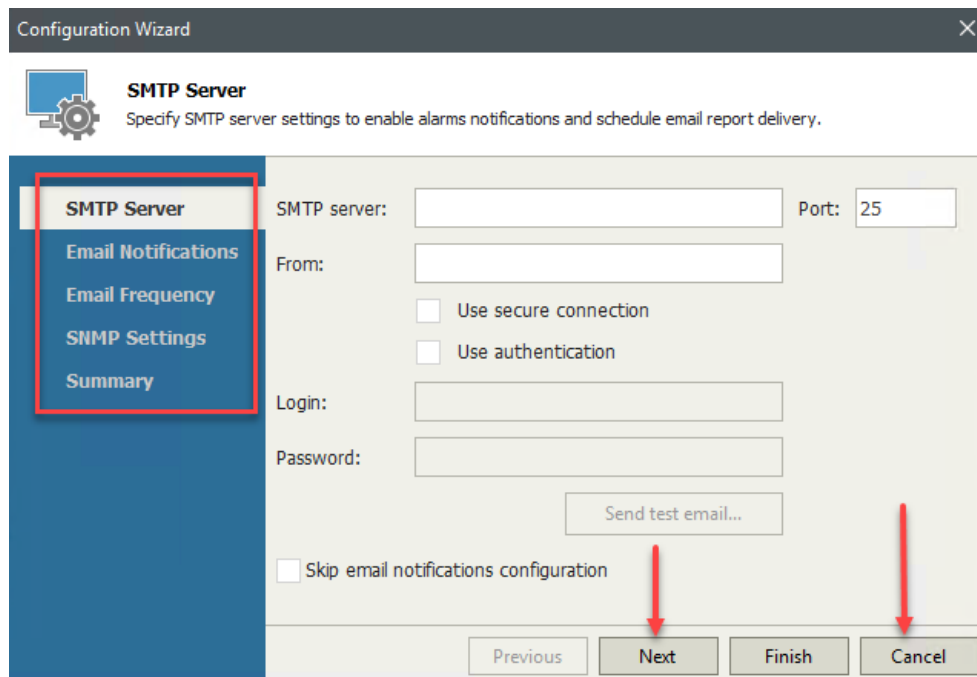 Configuration Wizard
SMTP Server
Specify SMTP server settings to enable alarms notifications and schedule email report delivery.
SMTP Server
Email Notifications
Email Frequency
SNMP Settings
Summary
SMTP server:
Port: 25
From:
Use secure connection
Use authentication
Login:
Password:
Send test email...
Skip email notifications configuration
Previous Next Finish Cancel